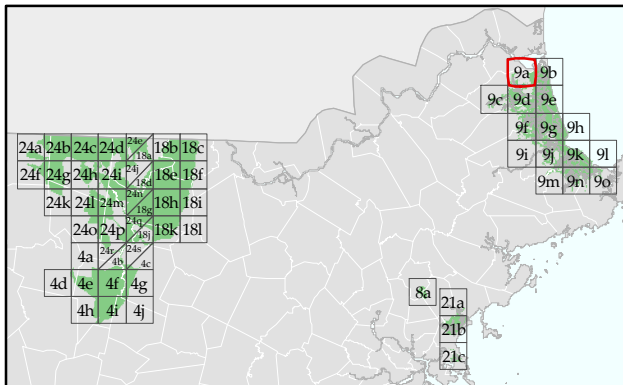 9a 9b
9c 9d 9e
9f 9g 9h
9i 9j 9k 9l
9m 9n 9o
24a 24b 24c 24d 24e 18a 18b 18c
24f 24g 24h 24i 24j 18d 18e 18f
24k 24l 24m 24n 18g 18h 18i
24o 24p 24q 18j 18k 18l
4a 24r 4b 24s 4c
4d 4e 4f 4g
4h 4i 4j
8a
21a
21b
21c